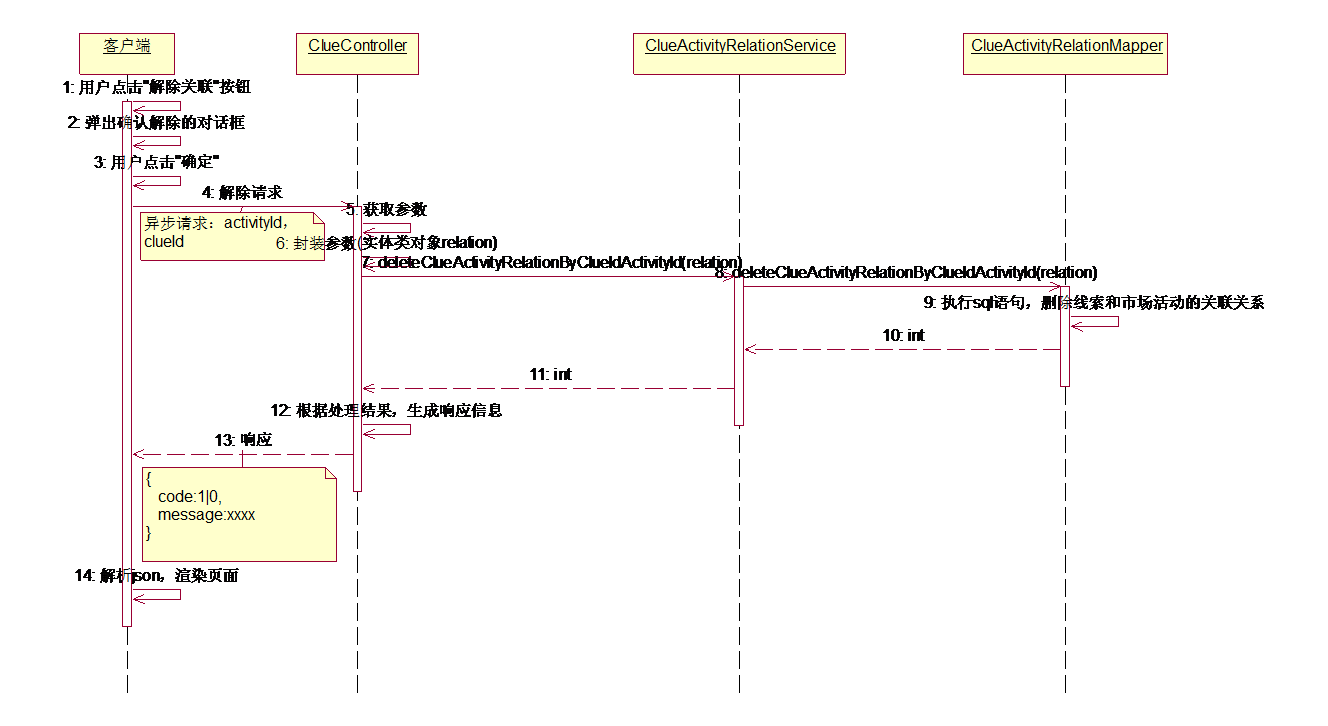 客户端
ClueController
ClueActivityRelationService
ClueActivityRelationMapper
1: 用户点击"解除关联"按钮
2: 弹出确认解除的对话框
3: 用户点击"确定"
4: 解除请求
异步请求：activityId，
clueId
5: 获取参数
6: 封装参数(实体类对象relation)
7: deleteClueActivityRelationByClueIdActivityId(relation)
8: deleteClueActivityRelationByClueIdActivityId(relation)
9: 执行sql语句，删除线索和市场活动的关联关系
10: int
11: int
12: 根据处理结果，生成响应信息
13: 响应
{
code:1|0,
message:xxxx
}
14: 解析json，渲染页面